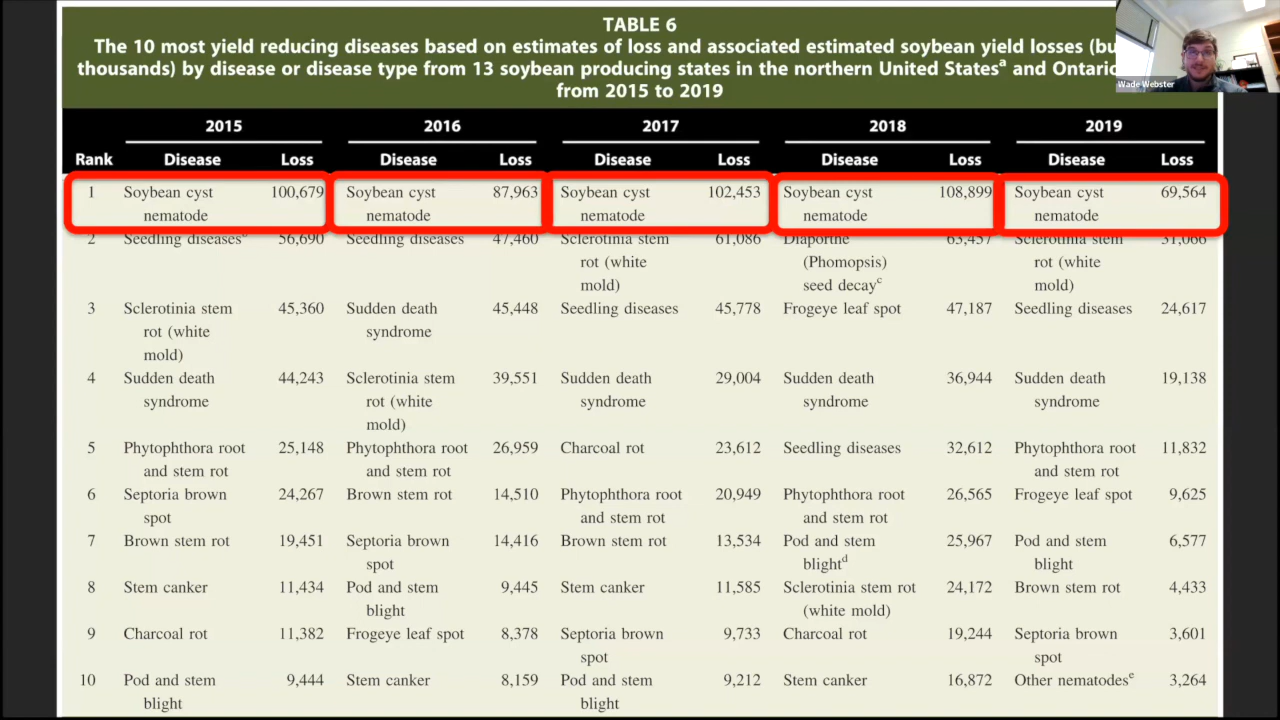 TABLE 6
The 10 most yield reducing diseases based on estimates of loss and associated estimated soybean yield losses
thousands) by disease or disease type from 13 soybean producing states in the northern United Statesa and
from 2015 to 2019
Wade Webster
2015 2016 2017 2018 2019
Rank Disease Loss Disease Loss Disease Loss Disease Loss Disease Loss
1 Soybean cyst 100,679 Soybean cyst 87,963 Soybean cyst 102,453 Soybean cyst 108,899 Soybean cyst 69,564
nematode nematode nematode nematode nematode
2 Seedling diseases 56,690 Seedling diseases 47,460 Sclerotinia stem 61,086 Diaporthe 63,457 Sclerotinia stem 31,066
rot (white (Phomopsis) rot (white
mold) seed decayc mold)
3 Sclerotinia stem 45,360 Sudden death 45,448 Seedling diseases 45,778 Frogeye leaf spot 47,187 Seedling diseases 24,617
rot (white syndrome
mold)
4 Sudden death 44,243 Sclerotinia stem 39,551 Sudden death 29,004 Sudden death 36,944 Sudden death 19,138
syndrome rot (white syndrome syndrome syndrome
mold)
5 Phytophthora root 25,148 Phytophthora root 26,959 Charcoal rot 23,612 Seedling diseases 32,612 Phytophthora root 11,832
and stem rot and stem rot and stem rot
6 Septoria brown 24,267 Brown stem rot 14,510 Phytophthora root 20,949 Phytophthora root 26,565 Frogeye leaf spot 9,625
spot and stem rot and stem rot
7 Brown stem rot 19,451 Septoria brown 14,416 Brown stem rot 13,534 Pod and stem 25,967 Pod and stem 6,577
spot blightd blight
8 Stem canker 11,434 Pod and stem 9,445 Stem canker 11,585 Sclerotinia stem rot 24,172 Brown stem rot 4,433
blight (white mold)
9 Charcoal rot 11,382 Frogeye leaf spot 8,378 Septoria brown 9,733 Charcoal rot 19,244 Septoria brown 3,601
spot spot
10 Pod and stem 9,444 Stem canker 8,159 Pod and stem 9,212 Stem canker 16,872 Other nematodese 3,264
blight blight